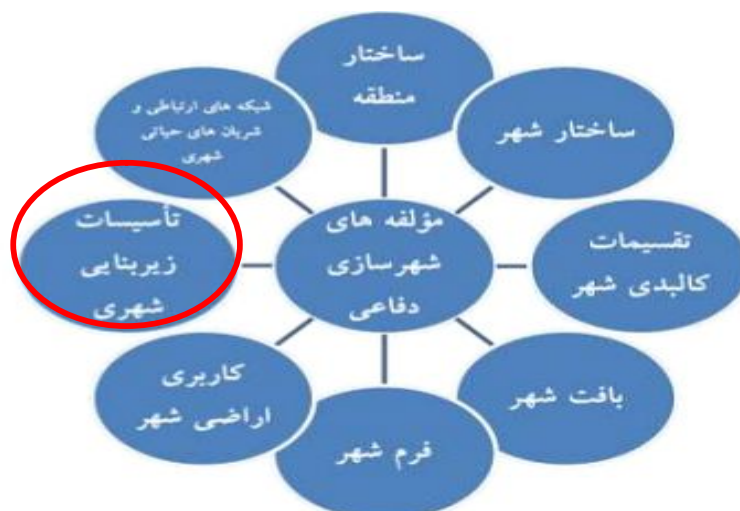 ساختار
منطقه
ساختار شهر
تقسیمات
کالبدی شهر
بافت شهر
فرم شهر
کاربری
اراضی شهر
تأسیسات
زیربنایی
شهری
شبکه های ارتباطی و
شریان های حیاتی
شهری
مؤلفه های
شهرسازی
دفاعی